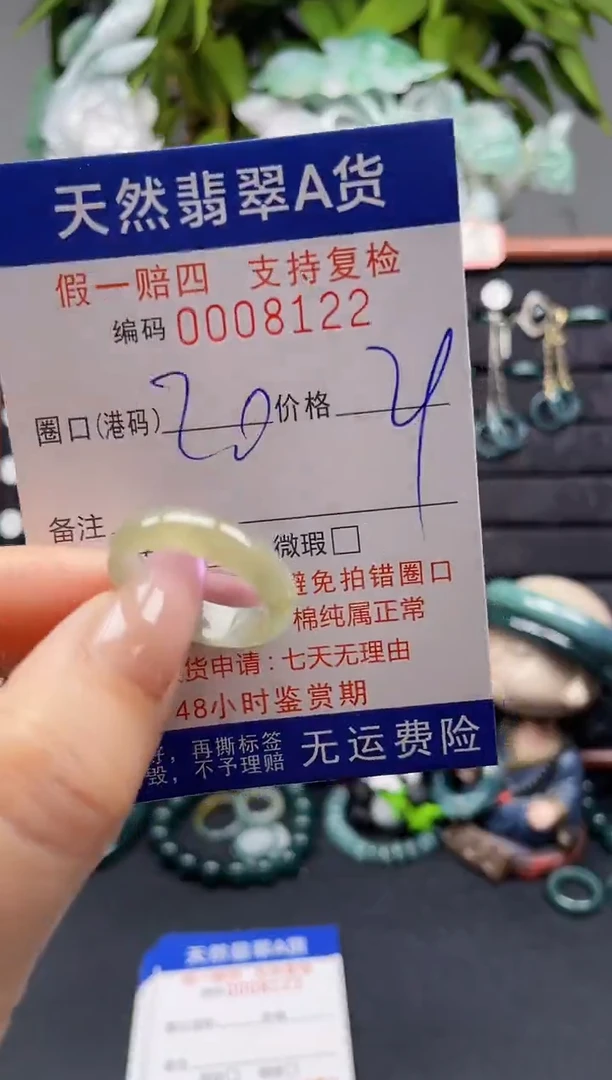 天然翡翠A货
假一赔四 支持复检
编码 0008122
圈口(港码) 20 价格 4
备注
微瑕□
避免拍错圈口
棉纯属正常
货申请:七天无理由
48小时鉴赏期
再撕标签
毁,不予理赔
无运费险
天然翡翠A货
0008122